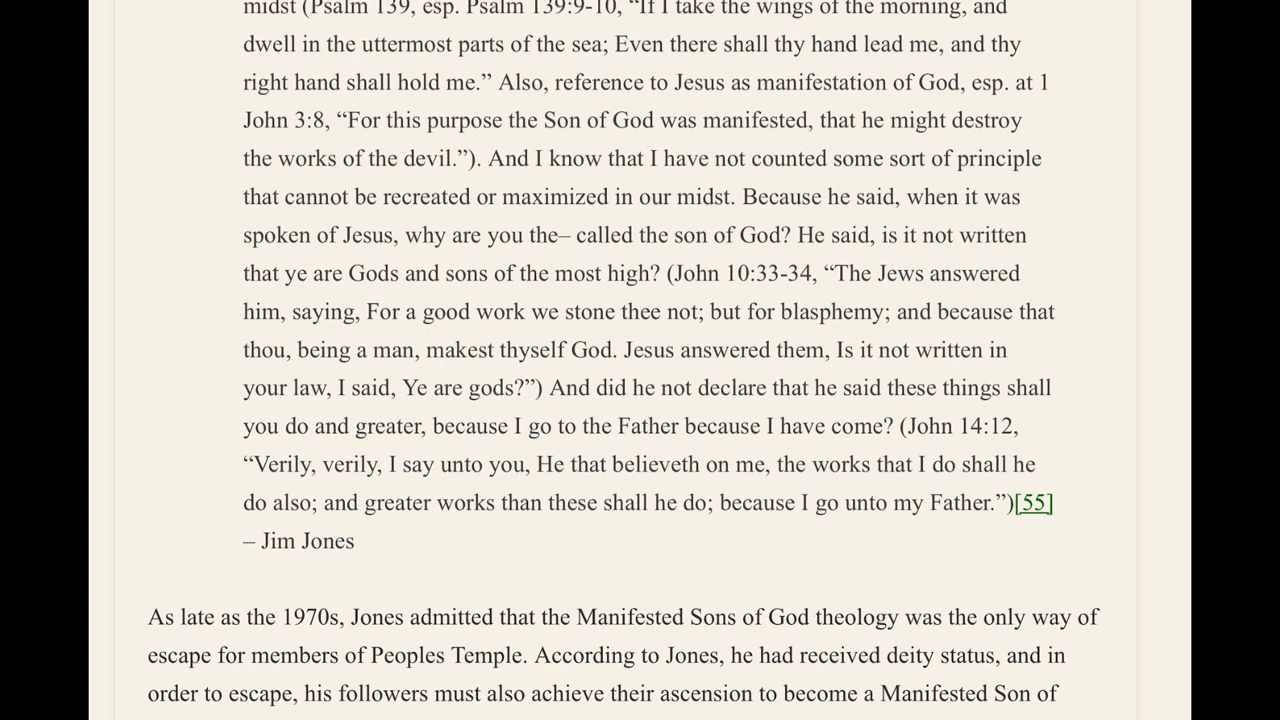 midst (Psalm 139, esp. Psalm 139:9-10, “If I take the wings of the morning, and
dwell in the uttermost parts of the sea; Even there shall thy hand lead me, and thy
right hand shall hold me.” Also, reference to Jesus as manifestation of God, esp. at 1
John 3:8, “For this purpose the Son of God was manifested, that he might destroy
the works of the devil.”). And I know that I have not counted some sort of principle
that cannot be recreated or maximized in our midst. Because he said, when it was
spoken of Jesus, why are you the– called the son of God? He said, is it not written
that ye are Gods and sons of the most high? (John 10:33-34, “The Jews answered
him, saying, For a good work we stone thee not; but for blasphemy; and because that
thou, being a man, makest thyself God. Jesus answered them, Is it not written in
your law, I said, Ye are gods?”) And did he not declare that he said these things shall
you do and greater, because I go to the Father because I have come? (John 14:12,
“Verily, verily, I say unto you, He that believeth on me, the works that I do shall he
do also; and greater works than these shall he do; because I go unto my Father.”)[55]
– Jim Jones
As late as the 1970s, Jones admitted that the Manifested Sons of God theology was the only way of
escape for members of Peoples Temple. According to Jones, he had received deity status, and in
order to escape, his followers must also achieve their ascension to become a Manifested Son of